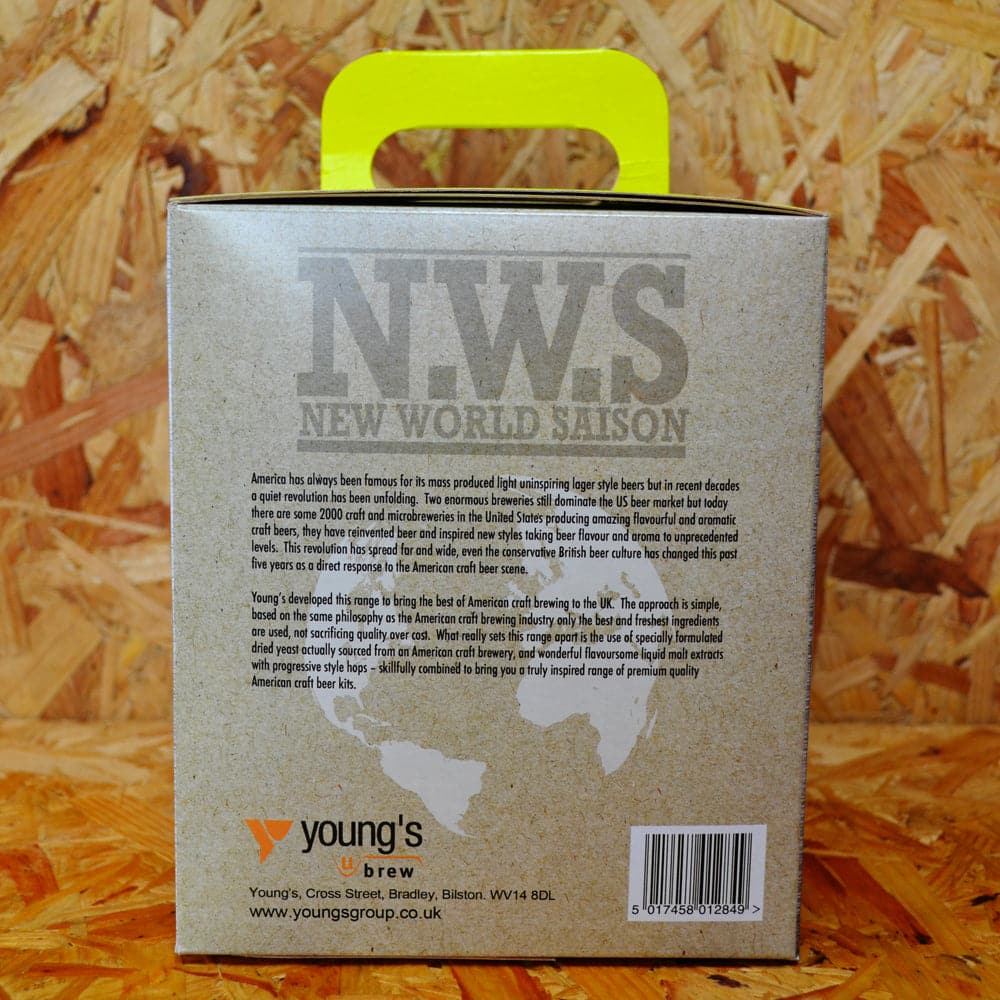 N.W.S
NEW WORLD SAISON
America has always been famous for its mass produced light uninspiring lager style beers but in recent decades
a quiet revolution has been unfolding. Two enormous breweries still dominate the US beer market but today
there are some 2000 craft and microbreweries in the United States producing amazing flavourful and aromatic
craft beers, they have reinvented beer and inspired new styles taking beer flavour and aroma to unprecedented
levels. This revolution has spread far and wide, even the conservative British beer culture has changed this past
five years as a direct response to the American craft beer scene.
Young's developed this range to bring the best of American craft brewing to the UK. The approach is simple,
based on the same philosophy as the American craft brewing industry only the best and freshest ingredients
are used, not sacrificing quality over cost. What really sets this range apart is the use of specially formulated
dried yeast actually sourced from an American craft brewery, and wonderful flavoursome liquid malt extracts
with progressive style hops – skillfully combined to bring you a truly inspired range of premium quality
American craft beer kits.
young's
u brew
Young's, Cross Street, Bradley, Bilston. WV14 8DL
www.youngsgroup.co.uk
5 017458 012849 >